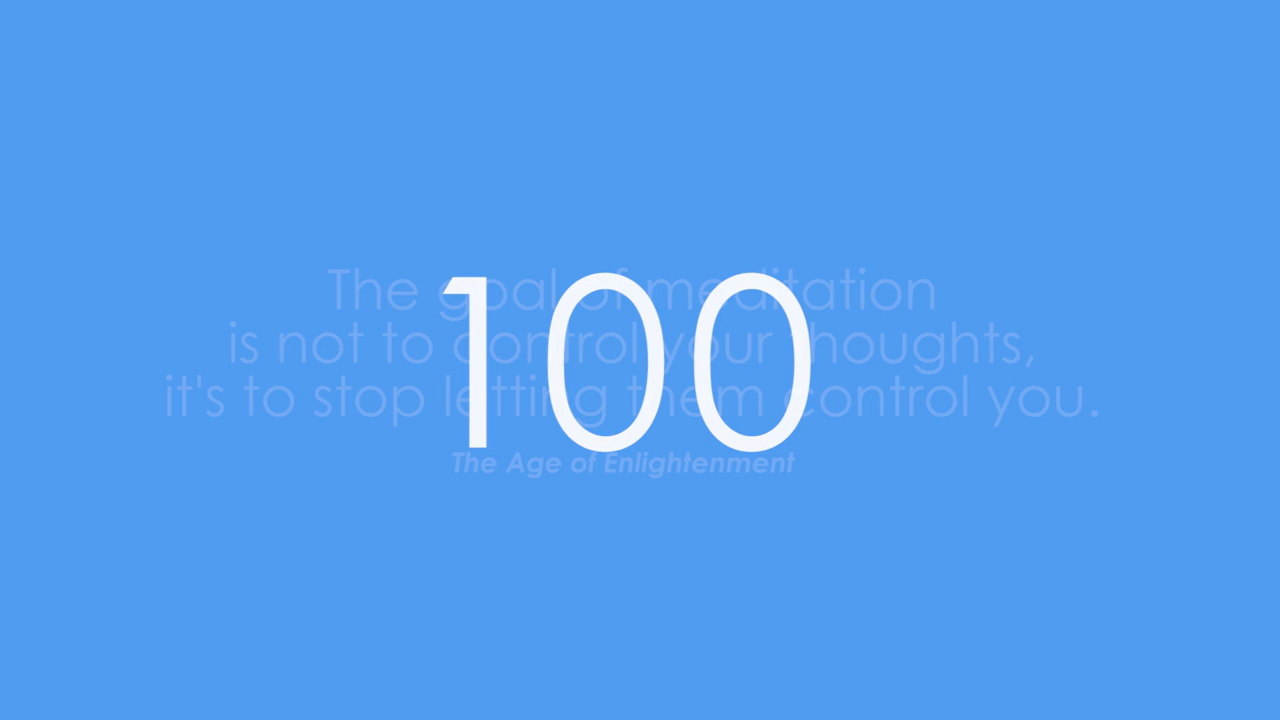 100
The goal of meditation
is not to control your thoughts,
it's to stop letting them control you.
The Age of Enlightenment